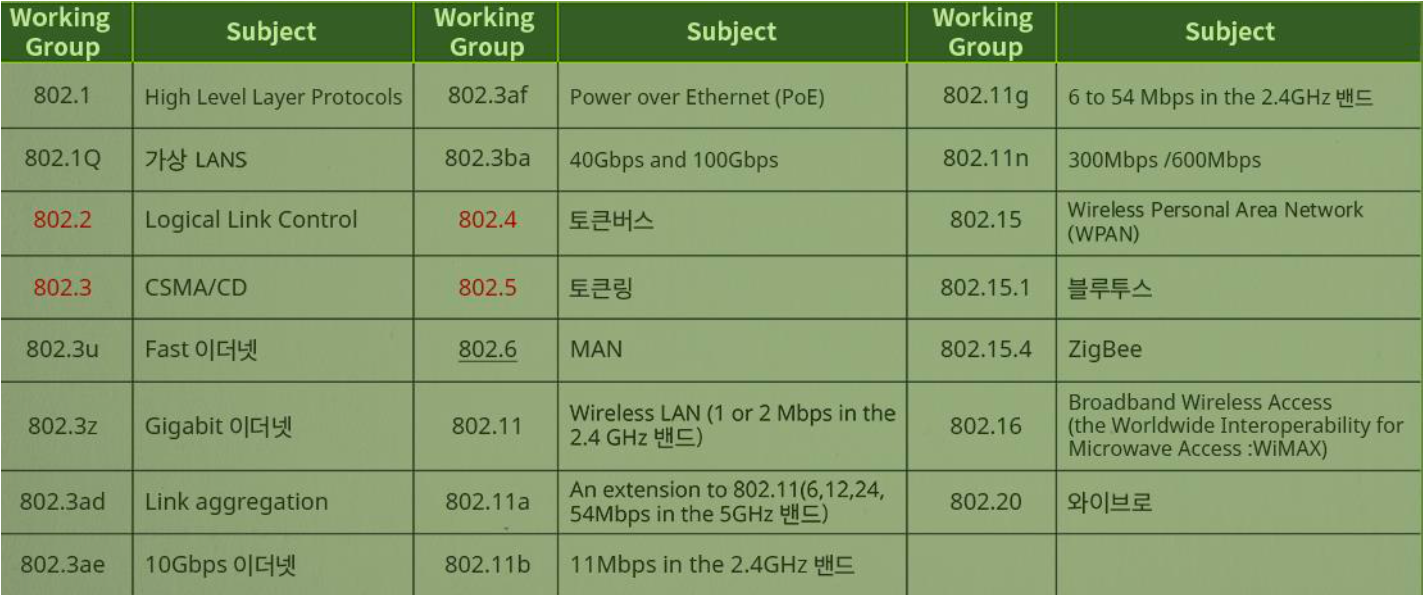 Working Group | Subject | Working Group | Subject | Working Group | Subject
802.1 | High Level Layer Protocols | 802.3af | Power over Ethernet (PoE) | 802.11g | 6 to 54 Mbps in the 2.4GHz 밴드
802.1Q | 가상 LANS | 802.3ba | 40Gbps and 100Gbps | 802.11n | 300Mbps /600Mbps
802.2 | Logical Link Control | 802.4 | 토큰버스 | 802.15 | Wireless Personal Area Network (WPAN)
802.3 | CSMA/CD | 802.5 | 토큰링 | 802.15.1 | 블루투스
802.3u | Fast 이더넷 | 802.6 | MAN | 802.15.4 | ZigBee
802.3z | Gigabit 이더넷 | 802.11 | Wireless LAN (1 or 2 Mbps in the 2.4 GHz 밴드) | 802.16 | Broadband Wireless Access (the Worldwide Interoperability for Microwave Access :WiMAX)
802.3ad | Link aggregation | 802.11a | An extension to 802.11(6,12,24, 54Mbps in the 5GHz 밴드) | 802.20 | 와이브로
802.3ae | 10Gbps 이더넷 | 802.11b | 11Mbps in the 2.4GHz 밴드